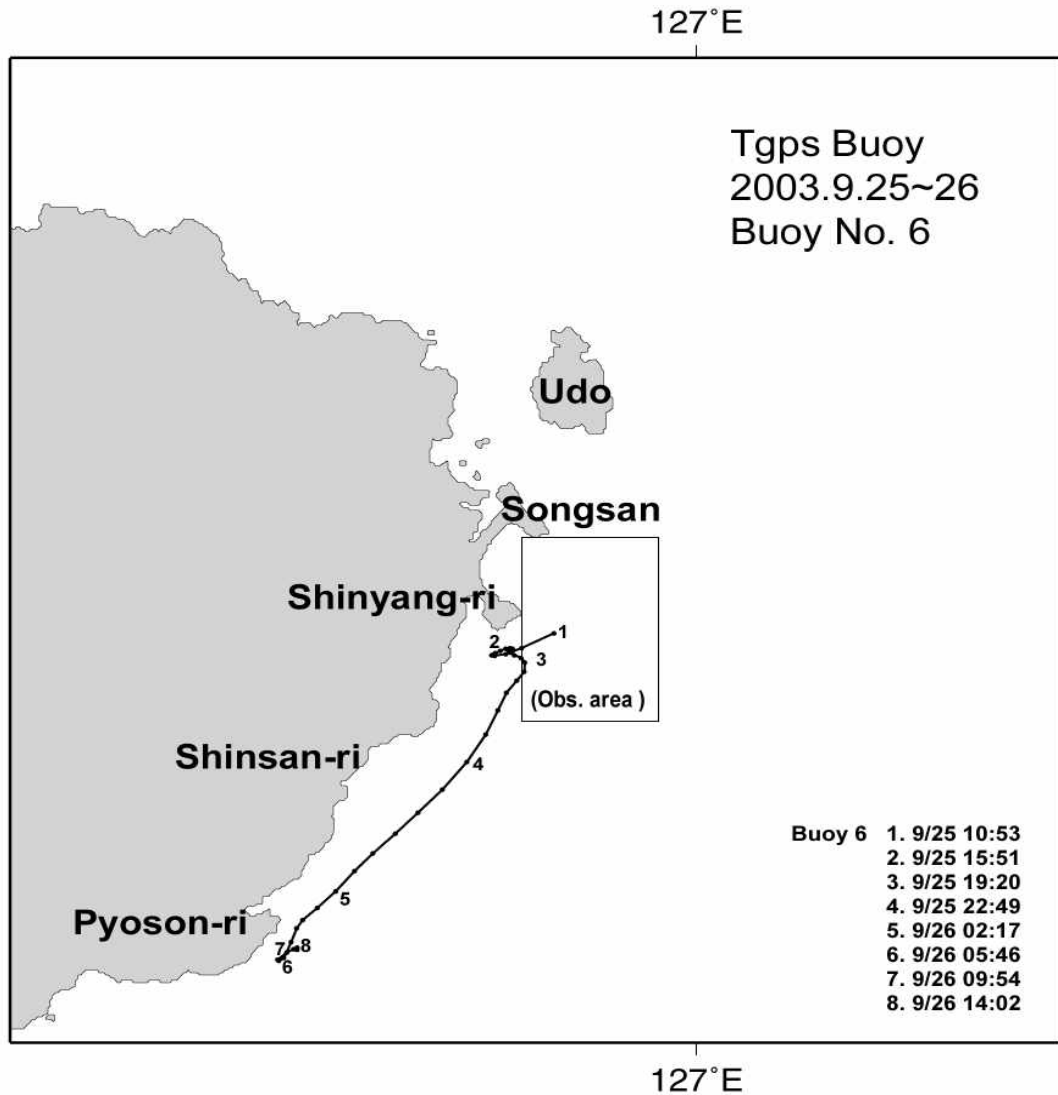 127°E
Tgps Buoy
2003.9.25~26
Buoy No. 6
Udo
Songsan
Shinyang-ri
1
2
3
(Obs. area )
Shinsan-ri
4
5
Pyoson-ri
7
8
6
Buoy 6 1. 9/25 10:53
2. 9/25 15:51
3. 9/25 19:20
4. 9/25 22:49
5. 9/26 02:17
6. 9/26 05:46
7. 9/26 09:54
8. 9/26 14:02
127°E